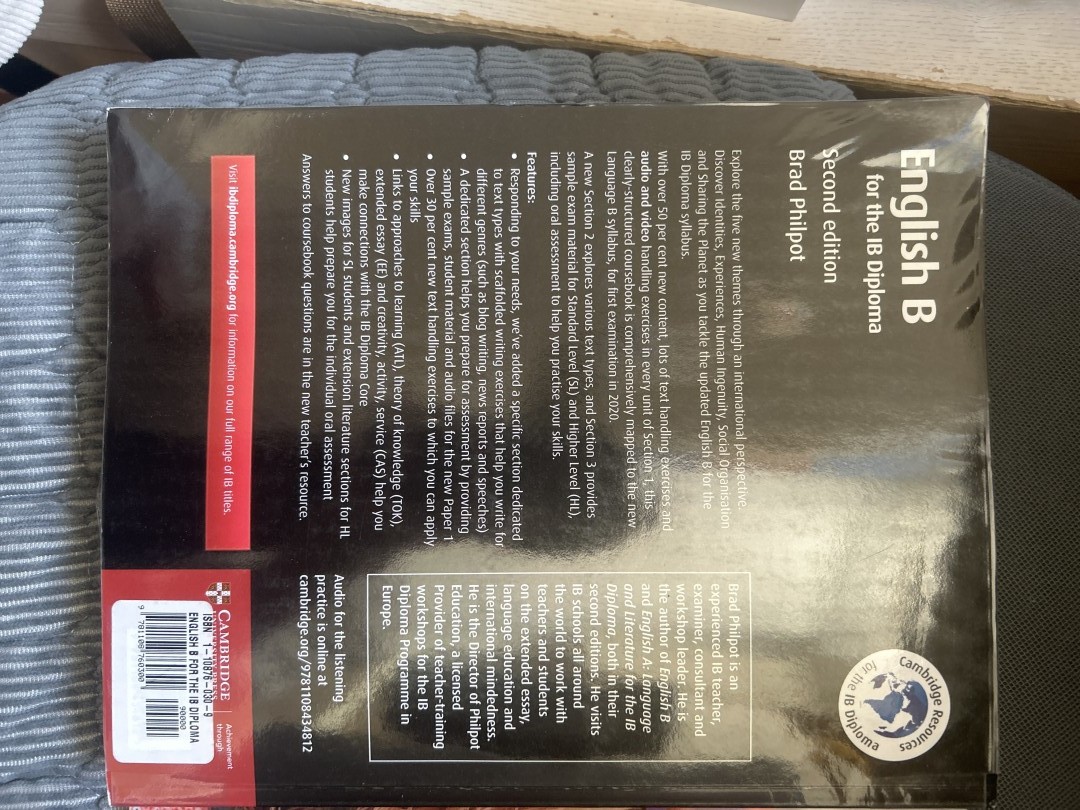 English B
for the IB Diploma
Second edition
Brad Philpot
Cambridge Resources
for the IB Diploma
Explore the five new themes through an international perspective.
Discover Identities, Experiences, Human Ingenuity, Social Organisation
and Sharing the Planet as you tackle the updated English B for the
IB Diploma syllabus.
With over 50 per cent new content, lots of text handling exercises and
audio and video handling exercises in every unit of Section 1, this
clearly-structured coursebook is comprehensively mapped to the new
Language B syllabus, for first examination in 2020.
A new Section 2 explores various text types, and Section 3 provides
sample exam material for Standard Level (SL) and Higher Level (HL),
including oral assessment to help you practise your skills.
Features:
• Responding to your needs, we've added a specific section dedicated
to text types with scaffolded writing exercises that help you write for
different genres (such as blog writing, news reports and speeches)
• A dedicated section helps you prepare for assessment by providing
sample exams, student material and audio files for the new Paper 1
• Over 30 per cent new text handling exercises to which you can apply
your skills
• Links to approaches to learning (ATL), theory of knowledge (TOK),
extended essay (EE) and creativity, activity, service (CAS) help you
make connections with the IB Diploma Core
• New images for SL students and extension literature sections for HL
students help prepare you for the individual oral assessment
Answers to coursebook questions are in the new teacher's resource.
Brad Philpot is an
experienced IB teacher,
examiner, consultant and
workshop leader. He is
the author of English B
and English A: Language
and Literature for the IB
Diploma, both in their
second editions. He visits
IB schools all around
the world to work with
teachers and students
on the extended essay,
language education and
international mindedness.
He is the Director of Philpot
Education, a licensed
Provider of teacher-training
workshops for the IB
Diploma Programme in
Europe.
Audio for the listening
practice is online at
cambridge.org/9781108434812
Visit ibdiploma.cambridge.org for information on our full range of IB titles.
CAMBRIDGE
Achievement
through
ISBN 1-10876-030-9
ENGLISH B FOR THE IB DIPLOMA
90000
9 781108 760300